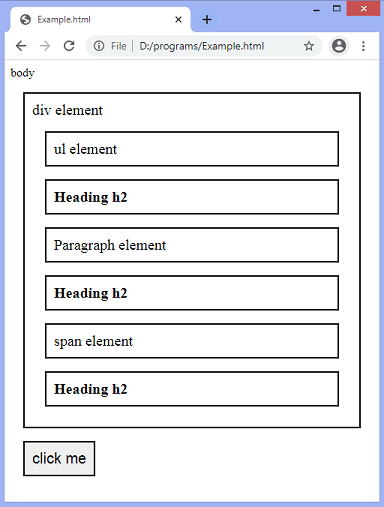 Example.html
File D:/programs/Example.html
body
div element
ul element
Heading h2
Paragraph element
Heading h2
span element
Heading h2
click me